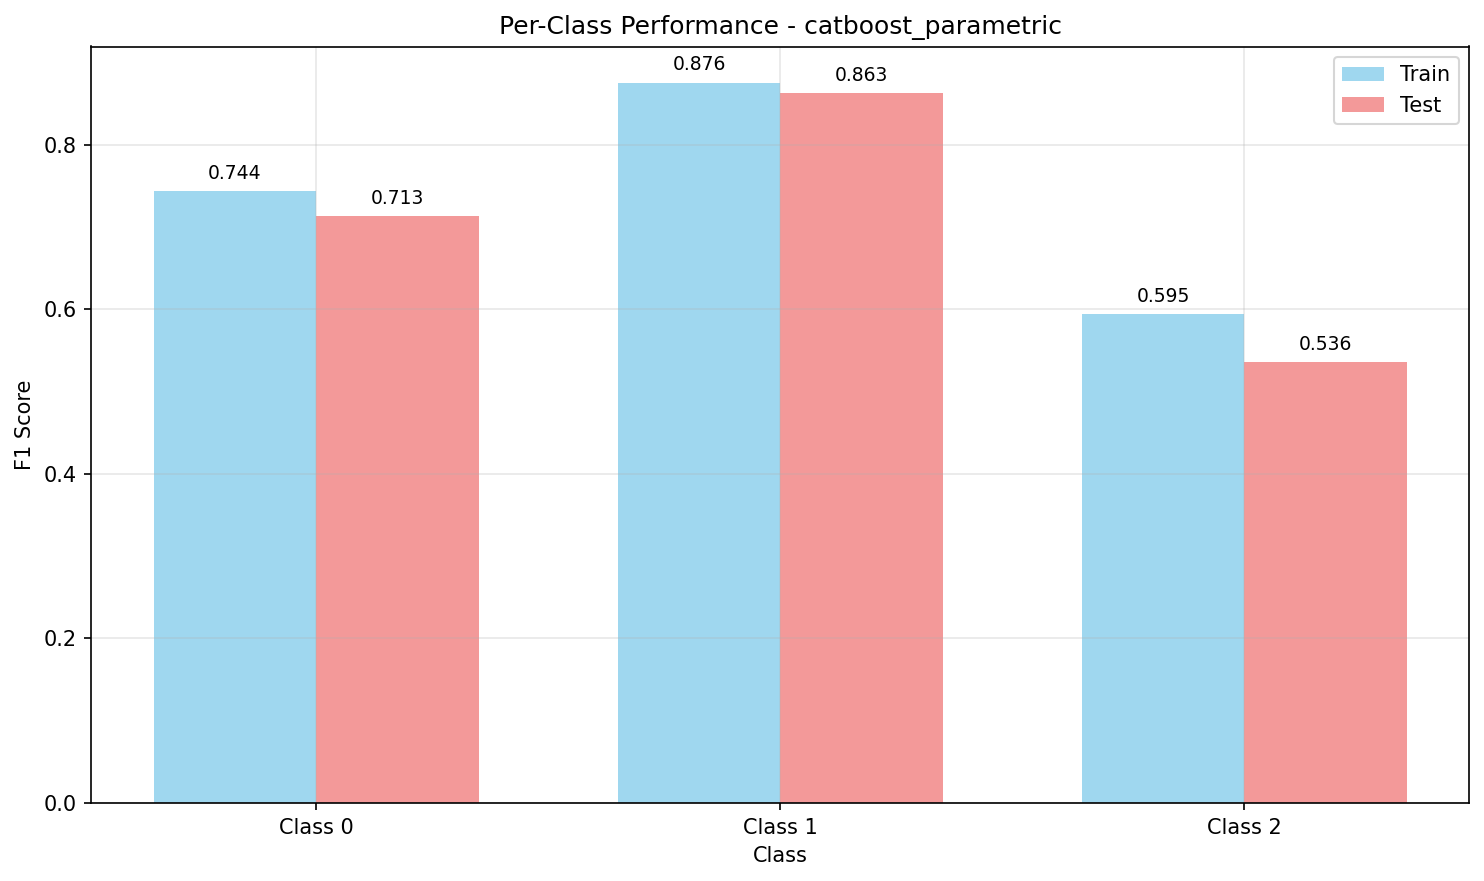 Per-Class Performance - catboost_parametric
Train
Test
0.876
0.863
0.744
0.713
0.595
0.536
F1 Score
0.8
0.6
0.4
0.2
0.0
Class 0
Class 1
Class 2
Class